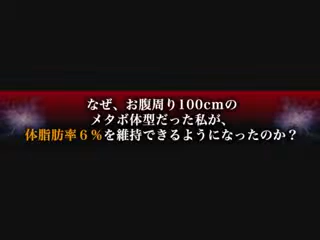 なぜ、お腹周り100cmの
メタボ体型だった私が、
体脂肪率６％を維持できるようになったのか？